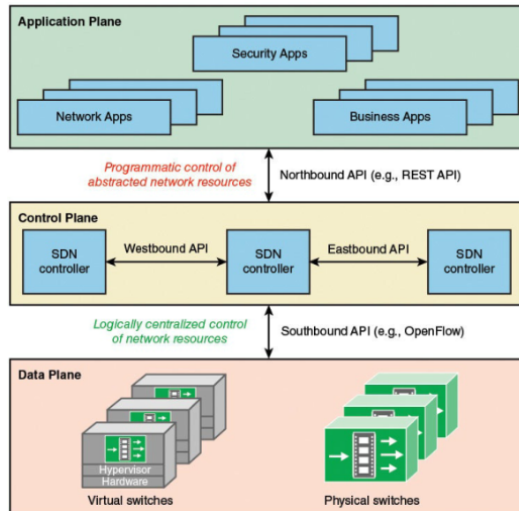 Application Plane
Security Apps
Network Apps
Business Apps
Programmatic control of
abstracted network resources
Northbound API (e.g., REST API)
Control Plane
SDN
controller
Westbound API
SDN
controller
Eastbound API
SDN
controller
Logically centralized control
of network resources
Southbound API (e.g., OpenFlow)
Data Plane
Hypervisor
Hardware
Virtual switches
Physical switches